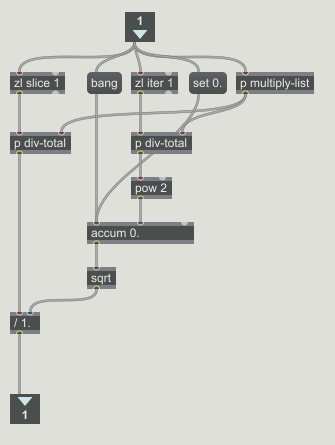 1
zl slice 1
bang
zl iter 1
set 0.
p multiply-list
p div-total
p div-total
pow 2
accum 0.
sqrt
/ 1.
1